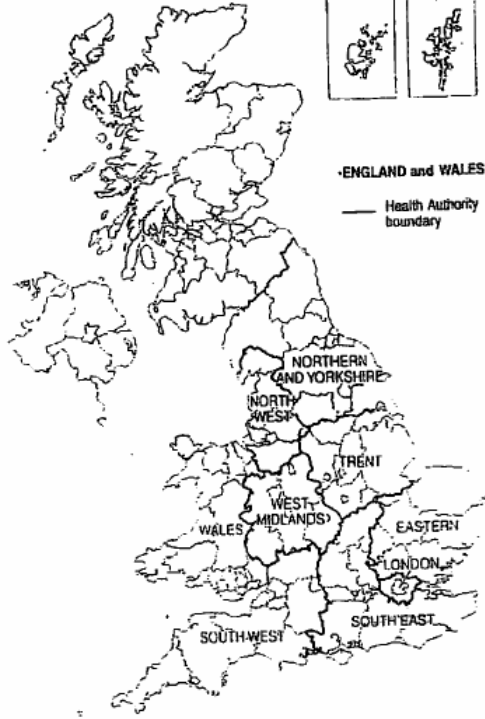 ·ENGLAND and WALES
Health Authority
boundary
NORTHERN
AND YORKSHIRE
NORTH
WEST
TRENT
WEST
MIDLANDS
WALES
EASTERN
LONDON
SOUTH EAST
SOUTH-WEST